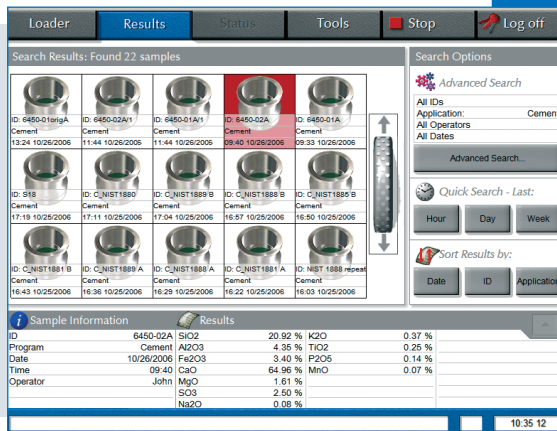 Loader Results Status Tools Stop Log off
Search Results: Found 22 samples
ID: 6450-01origA ID: 6450-02A/1 ID: 6450-01A/1 ID: 6450-02A ID: 6450-01A
Cement Cement Cement Cement Cement
13:24 10/26/2006 11:44 10/26/2006 11:44 10/26/2006 09:40 10/26/2006 09:33 10/26/2006
ID: S18 ID: C_NIST1880 ID: C_NIST1889 B ID: C_NIST1888 B ID: C_NIST1885 B
Cement Cement Cement Cement Cement
17:19 10/25/2006 17:11 10/25/2006 17:04 10/25/2006 16:57 10/25/2006 16:50 10/25/2006
ID: C_NIST1881 B ID: C_NIST1889 A ID: C_NIST1888 A ID: C_NIST1881 A ID: NIST 1888 repeat
Cement Cement Cement Cement Cement
16:43 10/25/2006 16:36 10/25/2006 16:29 10/25/2006 16:22 10/25/2006 16:03 10/25/2006
Search Options
Advanced Search
All IDs
Application: Cement
All Operators
All Dates
Advanced Search...
Quick Search - Last:
Hour Day Week
Sort Results by:
Date ID Application
Sample Information Results
ID 6450-02A SiO2 20.92 % K2O 0.37 %
Program Cement Al2O3 4.35 % TiO2 0.25 %
Date 10/26/2006 Fe2O3 3.40 % P2O5 0.14 %
Time 09:40 CaO 64.96 % MnO 0.07 %
Operator John MgO 1.61 %
SO3 2.50 %
Na2O 0.08 %
10:35 12